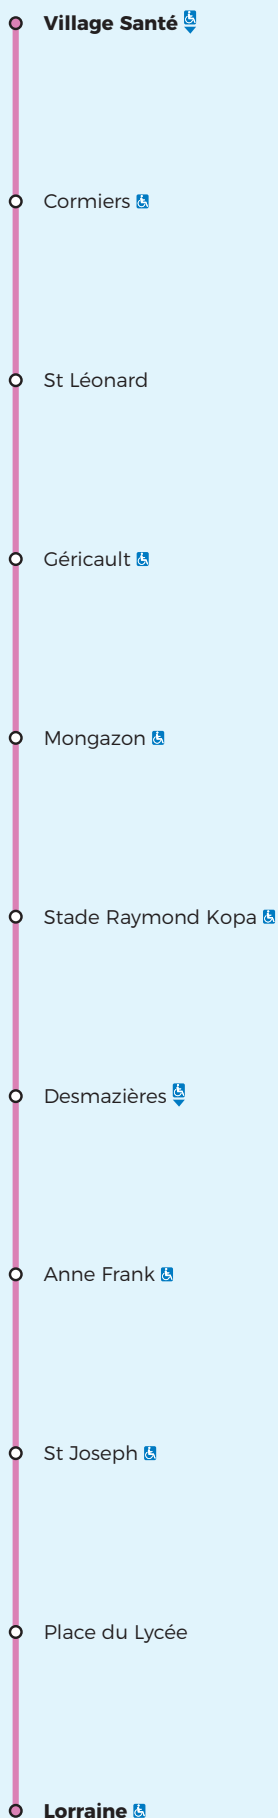 Village Santé
Cormiers
St Léonard
Géricault
Mongazon
Stade Raymond Kopa
Desmazières
Anne Frank
St Joseph
Place du Lycée
Lorraine